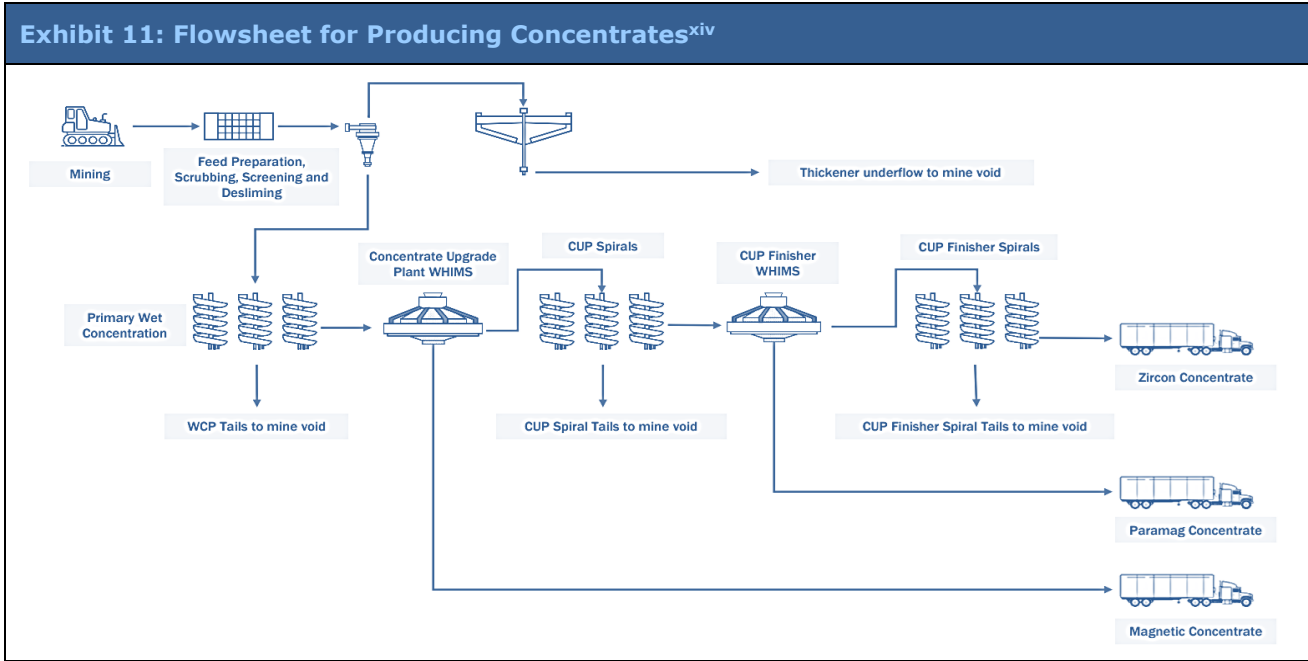 Exhibit 11: Flowsheet for Producing Concentratesxiv
Mining
Feed Preparation,
Scrubbing, Screening and
Desliming
Thickener underflow to mine void
Primary Wet
Concentration
Concentrate Upgrade
Plant WHIMS
CUP Spirals
CUP Finisher
WHIMS
CUP Finisher Spirals
Zircon Concentrate
WCP Tails to mine void
CUP Spiral Tails to mine void
CUP Finisher Spiral Tails to mine void
Paramag Concentrate
Magnetic Concentrate